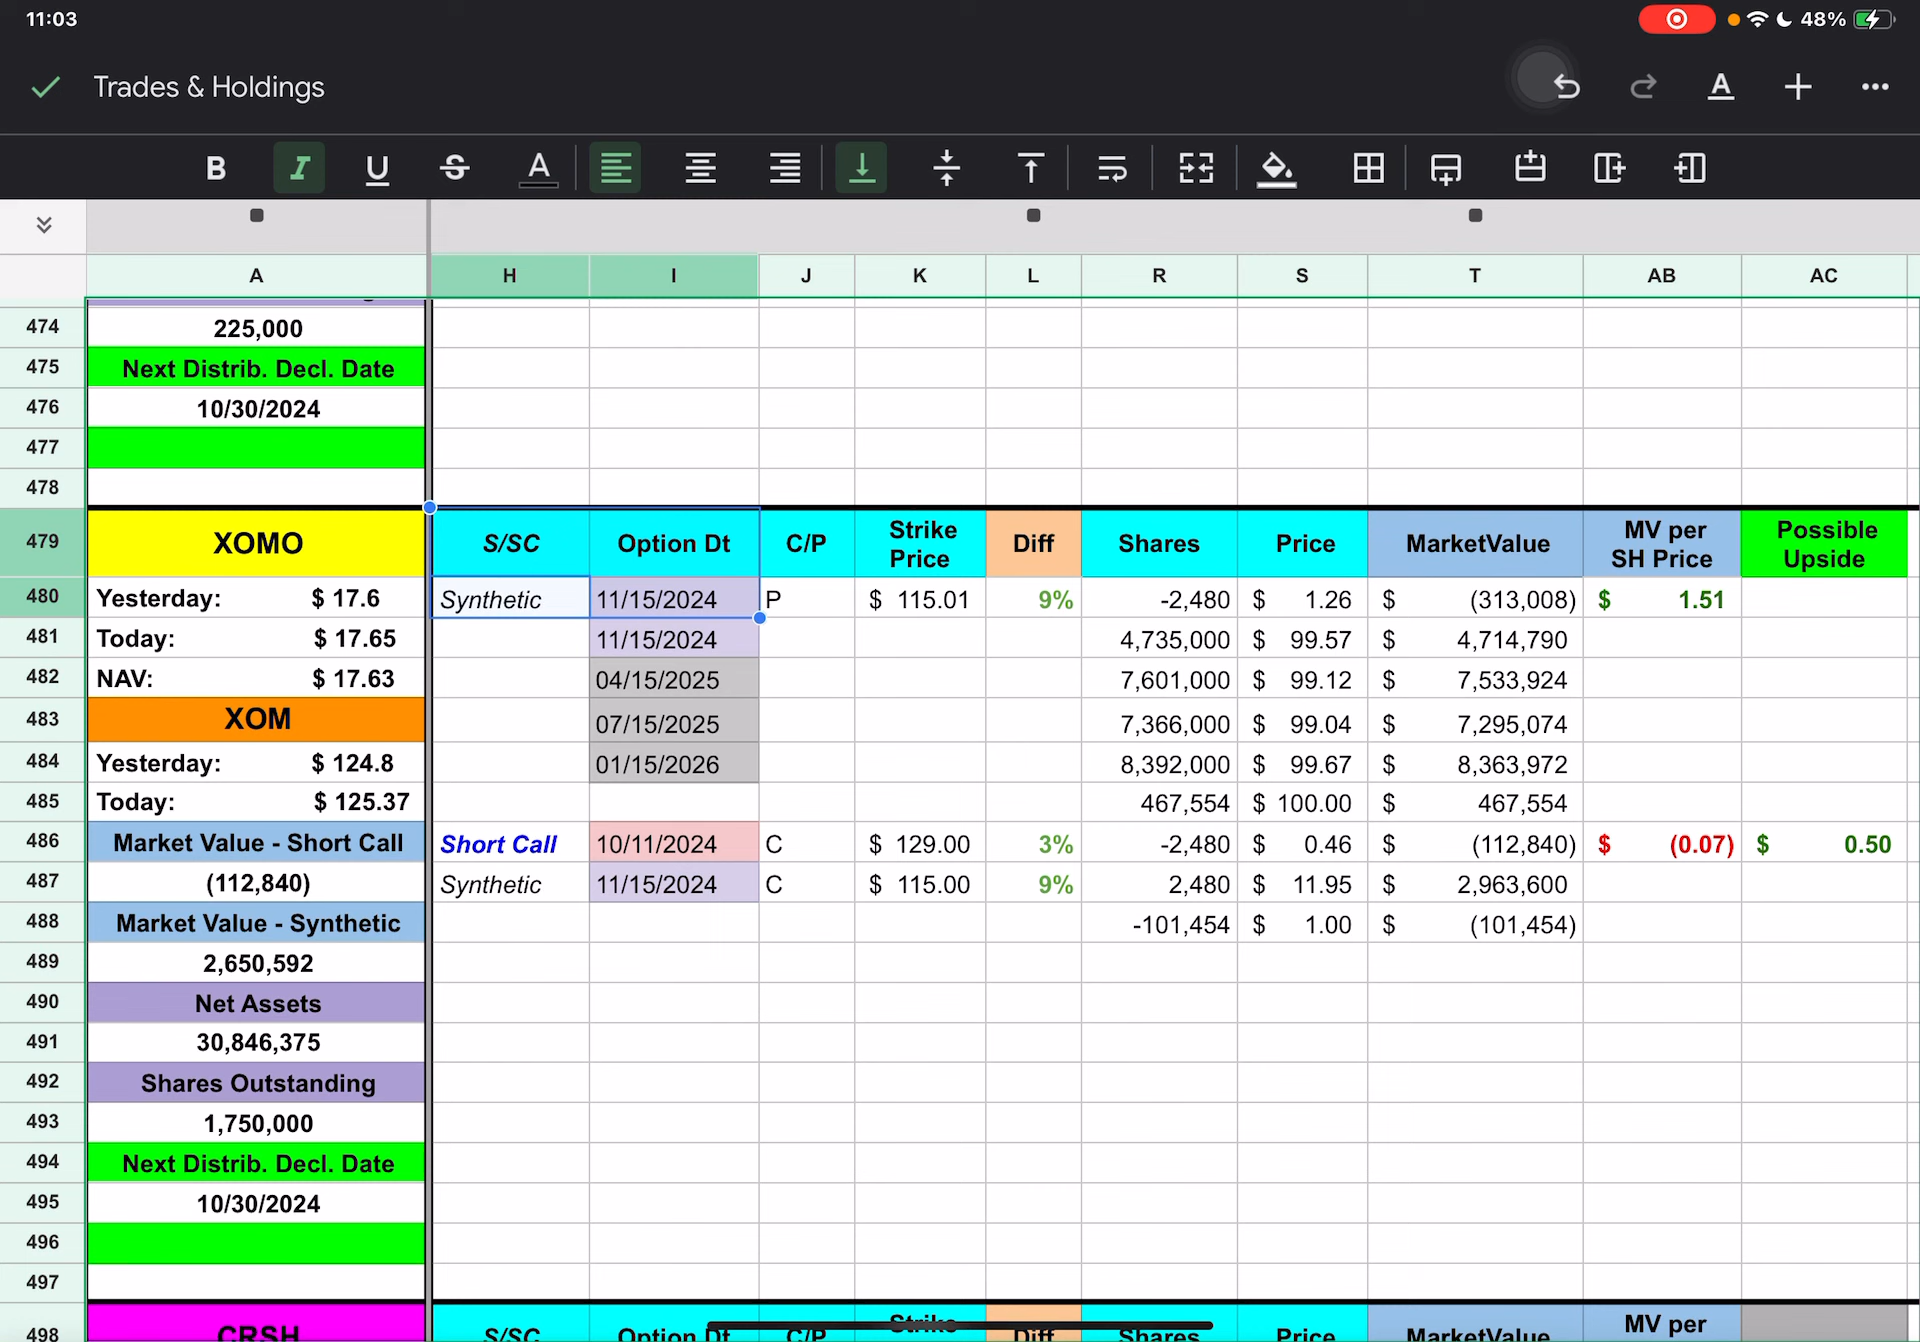 11:03
48%
Trades & Holdings
B I U S A
A H I J K L R S T AB AC
474 225,000
475 Next Distrib. Decl. Date
476 10/30/2024
477
478
479 XOMO S/SC Option Dt C/P Strike Price Diff Shares Price MarketValue MV per SH Price Possible Upside
480 Yesterday: $ 17.6 Synthetic 11/15/2024 P $ 115.01 9% -2,480 $ 1.26 $ (313,008) $ 1.51
481 Today: $ 17.65 11/15/2024 4,735,000 $ 99.57 $ 4,714,790
482 NAV: $ 17.63 04/15/2025 7,601,000 $ 99.12 $ 7,533,924
483 XOM 07/15/2025 7,366,000 $ 99.04 $ 7,295,074
484 Yesterday: $ 124.8 01/15/2026 8,392,000 $ 99.67 $ 8,363,972
485 Today: $ 125.37 467,554 $ 100.00 $ 467,554
486 Market Value - Short Call Short Call 10/11/2024 C $ 129.00 3% -2,480 $ 0.46 $ (112,840) $ (0.07) $ 0.50
487 (112,840) Synthetic 11/15/2024 C $ 115.00 9% 2,480 $ 11.95 $ 2,963,600
488 Market Value - Synthetic -101,454 $ 1.00 $ (101,454)
489 2,650,592
490 Net Assets
491 30,846,375
492 Shares Outstanding
493 1,750,000
494 Next Distrib. Decl. Date
495 10/30/2024
496
497
498 CRSH S/SC Option Dt C/P Strike Diff Shares Price MarketValue MV per